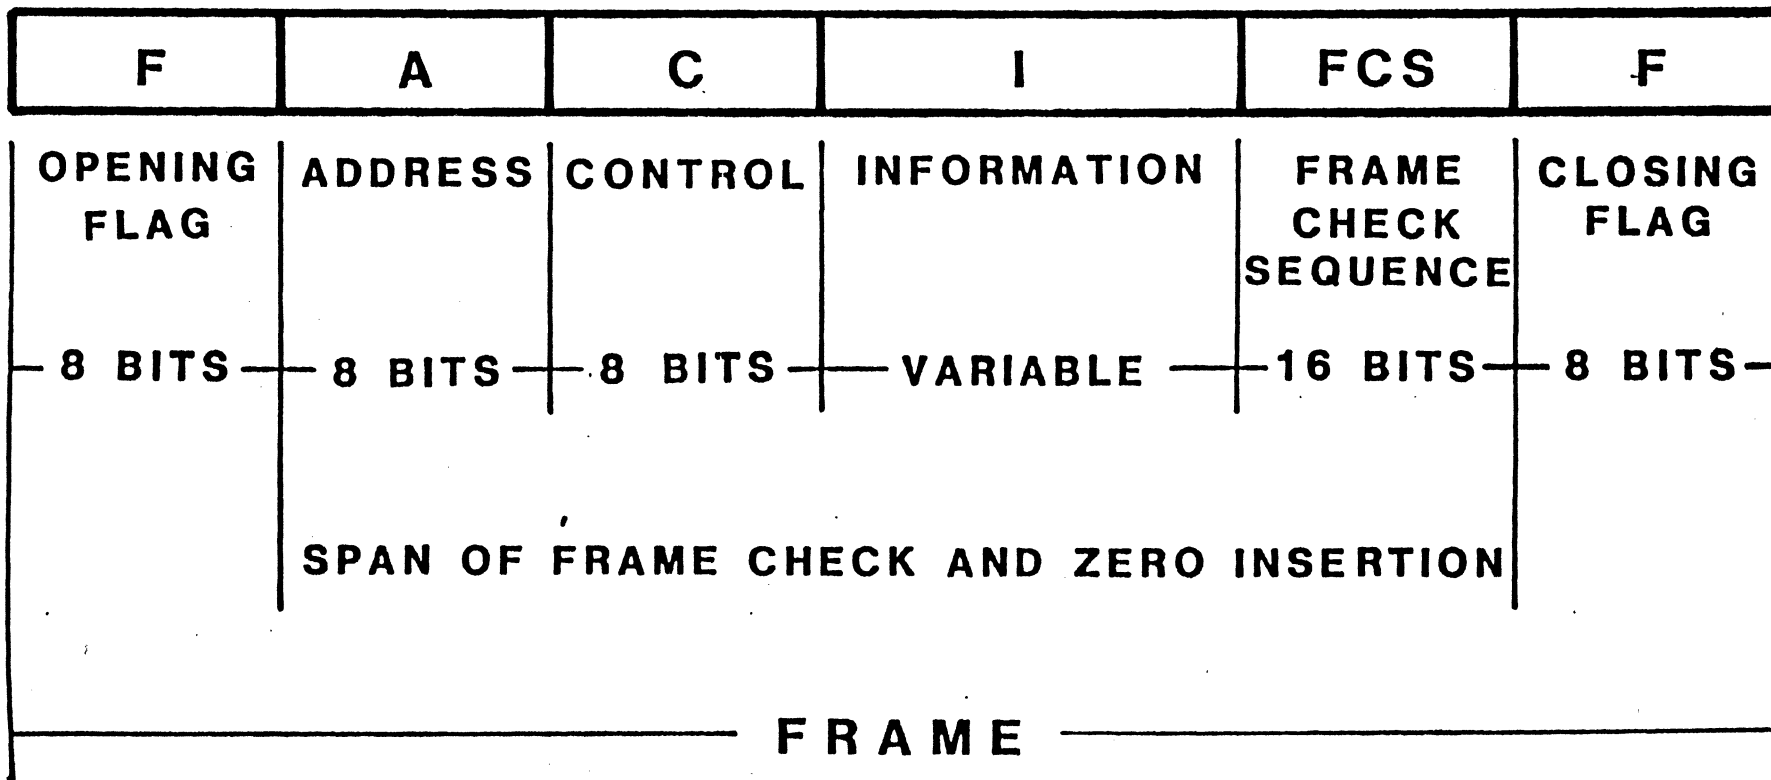 F A C I FCS F
OPENING FLAG
ADDRESS
CONTROL
INFORMATION
FRAME CHECK SEQUENCE
CLOSING FLAG
8 BITS 8 BITS 8 BITS VARIABLE 16 BITS 8 BITS
SPAN OF FRAME CHECK AND ZERO INSERTION
FRAME